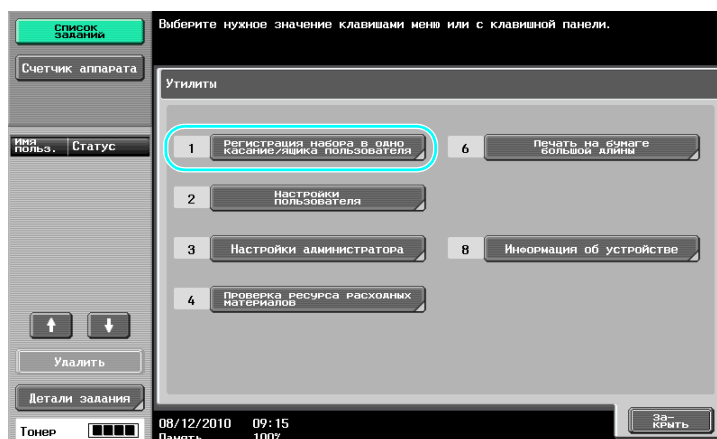 Список
заданий
Выберите нужное значение клавишами меню или с клавишной панели.
Счетчик аппарата
Утилиты
Имя
польз.
Статус
1
Регистрация набора в одно
касание/ящика пользователя
6
Печать на бумаге
большой длины
2
Настройки
пользователя
3
Настройки администратора
8
Информация об устройстве
4
Проверка ресурса расходных
материалов
Удалить
Детали задания
Тонер
08/12/2010 09:15
Память 100%
За-
крыть